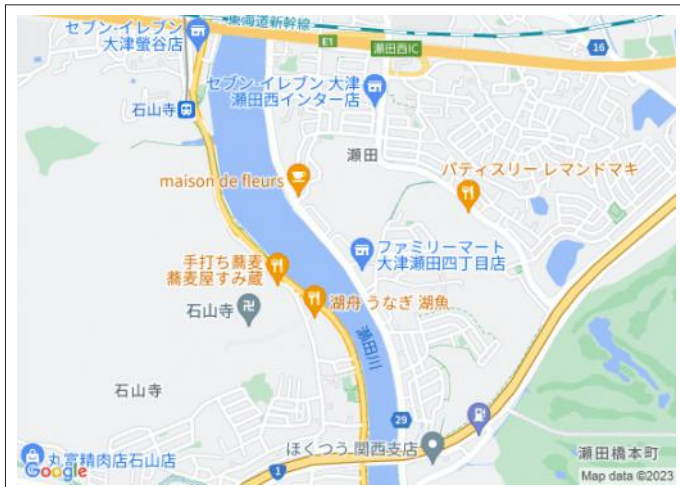 セブン-イレブン
大津螢谷店
東海道新幹線
E1
瀬田西IC
16
セブン-イレブン 大津
瀬田西インター店
石山寺
瀬田
パティスリー レマンドマキ
maison de fleurs
ファミリーマート
大津瀬田四丁目店
手打ち蕎麦
蕎麦屋すみ蔵
湖舟 うなぎ 湖魚
石山寺
瀬田川
石山寺
29
ほくつう 関西支店
瀬田橋本町
丸富精肉店石山店
Google
1
Map data ©2023